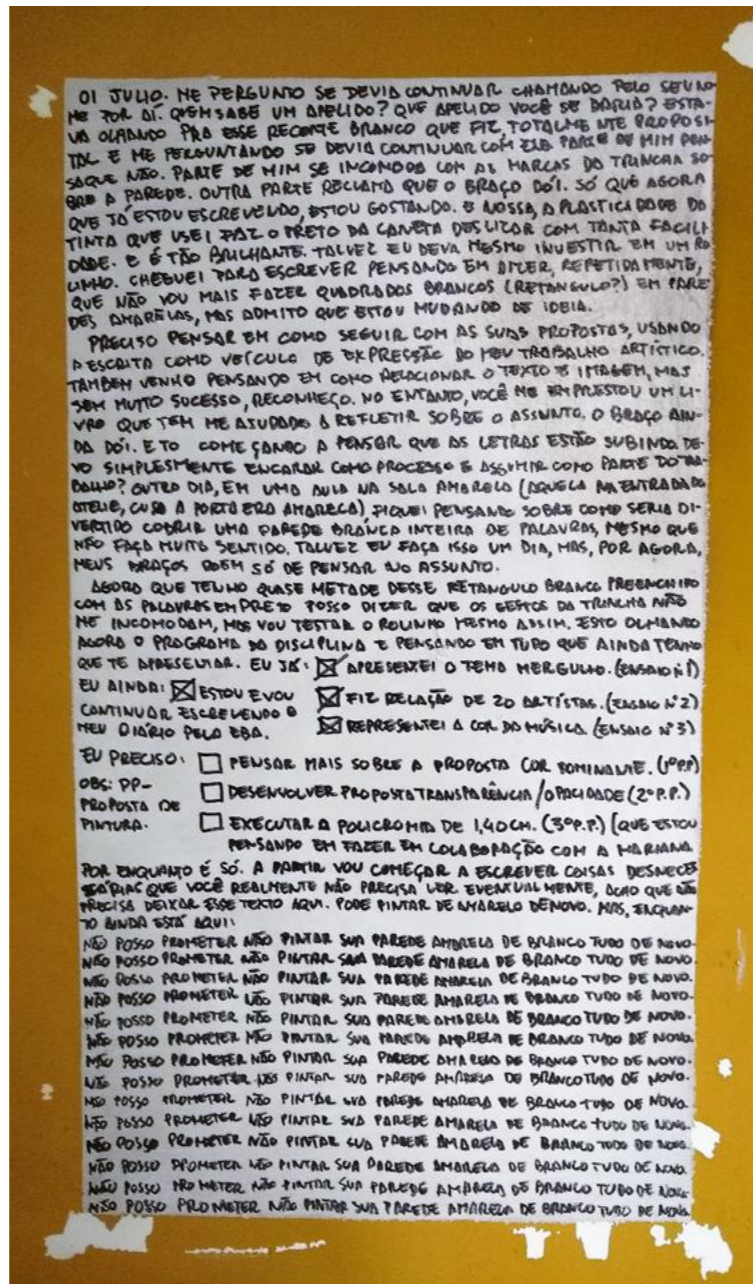 01 JULIO. ME PERGUNTO SE DEVIA CONTINUAR CHAMANDO PELO SEU NO-
ME POR AÍ. QUEM SABE UM APELIDO? QUE APELIDO VOCÊ SE DARIA? ESTA-
VA OLHANDO PRA ESSE RECORTE BRANCO QUE FIZ, TOTALMENTE PROPOSI
TAL E ME PERGUNTANDO SE DEVIA CONTINUAR COM ELE PARTE DE MIM PEN
SAQUE NÃO. PARTE DE MIM SE INCOMODA COM AS MARCAS DA TRINCHA SO-
BRE A PAREDE. OUTRA PARTE RECLAMA QUE O BRAÇO DÓI. SÓ QUE AGORA
QUE JÁ ESTOU ESCREVENDO, ESTOU GOSTANDO. E NOSSA, A PLASTICIDADE DA
TINTA QUE USEI FAZ O PRETO DA CANETA DESLIZAR COM TANTA FACILI
DADE. E É TÃO BRILHANTE. TALVEZ EU DEVA MESMO INVESTIR EM UM RO
LINHO. CHEGUEI PARA ESCREVER PENSANDO EM DIZER, REPETIDAMENTE,
QUE NÃO VOU MAIS FAZER QUADRADOS BRANCOS (RETANGULO?) EM PARE
DES AMARELAS, MAS ADMITO QUE ESTOU MUDANDO DE IDEIA.
PRECISO PENSAR EM COMO SEGUIR COM AS SUAS PROPOSTAS, USANDO
A ESCRITA COMO VEÍCULO DE EXPRESSÃO DO MEU TRABALHO ARTÍSTICO.
TAMBEM VENHO PENSANDO EM COMO RELACIONAR O TEXTO E IMAGEM, MAS
SEM MUITO SUCESSO, RECONHEÇO. NO ENTANTO, VOCÊ ME EMPRESTOU UM LI-
VRO QUE TEM ME AJUDADO A REFLETIR SOBRE O ASSUNTO. O BRAÇO AIN-
DA DÓI. E TO COMEÇANDO A PENSAR QUE AS LETRAS ESTÃO SUBINDO DE-
VO SIMPLESMENTE ENCARAR COMO PROCESSO E ASSUMIR COMO PARTE DO TRA-
BALHO? OUTRO DIA, EM UMA AULA NA SALA AMARELA (AQUELA NA ENTRADA DO
ATELIE, CUJA A PORTA ERA AMARELA), FIQUEI PENSANDO SOBRE COMO SERIA DI-
VERTIDO COBRIR UMA PAREDE BRANCA INTEIRA DE PALAVRAS, MESMO QUE
NÃO FAÇA MUITO SENTIDO. TALVEZ EU FAÇA ISSO UM DIA, MAS, POR AGORA,
MEUS BRAÇOS DOEM SÓ DE PENSAR NO ASSUNTO.
AGORA QUE TENHO QUASE METADE DESSE RETANGULO BRANCO PREENCHIDO
COM AS PALAVRAS EM PRETO POSSO DIZER QUE OS GESTOS DA TRINCHA NÃO
ME INCOMODAM, MAS VOU TESTAR O ROLINHO MESMO ASSIM. ESTO OLHANDO
AGORA O PROGRAMA DA DISCIPLINA E PENSANDO EM TUDO QUE AINDA TENHO
QUE TE APRESENTAR. EU JÁ: ☒ APRESENTEI O TEMA MERGULHO. (ENSAIO Nº1)
EU AINDA: ☒ ESTOU E VOU ☒ FIZ RELAÇÃO DE 20 ARTÍSTAS. (ENSAIO Nº2)
CONTINUAR ESCREVENDO O
MEU DIÁRIO PELA EBA. ☒ REPRESENTEI A COR DA MÚSICA. (ENSAIO Nº3)
EU PRECISO: ☐ PENSAR MAIS SOBRE A PROPOSTA COR DOMINANTE. (1ºP.P)
OBS: PP- ☐ DESENVOLVER PROPOSTA TRANSPARÊNCIA/OPACIDADE (2º P.P.)
PROPOSTA DE
PINTURA. ☐ EXECUTAR A POLICROMIA DE 1,40CM. (3ºP.P.) (QUE ESTOU
PENSANDO EM FAZER EM COLABORAÇÃO COM A MARIANA
POR ENQUANTO É SÓ. A PARTIR VOU COMEÇAR A ESCREVER COISAS DESNECES
SÁRIAS QUE VOCÊ REALMENTE NÃO PRECISA LER. EVENTUALMENTE, ACHO QUE NÃO
PRECISA DEIXAR ESSE TEXTO AQUI. PODE PINTAR DE AMARELO DE NOVO. MAS, ENQUAN-
TO AINDA ESTÁ AQUI:
NÃO POSSO PROMETER NÃO PINTAR SUA PAREDE AMARELA DE BRANCO TUDO DE NOVO.
NÃO POSSO PROMETER NÃO PINTAR SUA PAREDE AMARELA DE BRANCO TUDO DE NOVO.
NÃO POSSO PROMETER NÃO PINTAR SUA PAREDE AMARELA DE BRANCO TUDO DE NOVO.
NÃO POSSO PROMETER NÃO PINTAR SUA PAREDE AMARELA DE BRANCO TUDO DE NOVO.
NÃO POSSO PROMETER NÃO PINTAR SUA PAREDE AMARELA DE BRANCO TUDO DE NOVO.
NÃO POSSO PROMETER NÃO PINTAR SUA PAREDE AMARELA DE BRANCO TUDO DE NOVO.
NÃO POSSO PROMETER NÃO PINTAR SUA PAREDE AMARELA DE BRANCO TUDO DE NOVO.
NÃO POSSO PROMETER NÃO PINTAR SUA PAREDE AMARELA DE BRANCO TUDO DE NOVO.
NÃO POSSO PROMETER NÃO PINTAR SUA PAREDE AMARELA DE BRANCO TUDO DE NOVO.
NÃO POSSO PROMETER NÃO PINTAR SUA PAREDE AMARELA DE BRANCO TUDO DE NOVO.
NÃO POSSO PROMETER NÃO PINTAR SUA PAREDE AMARELA DE BRANCO TUDO DE NOVO.
NÃO POSSO PROMETER NÃO PINTAR SUA PAREDE AMARELA DE BRANCO TUDO DE NOVO.
NÃO POSSO PROMETER NÃO PINTAR SUA PAREDE AMARELA DE BRANCO TUDO DE NOVO.
NÃO POSSO PROMETER NÃO PINTAR SUA PAREDE AMARELA DE BRANCO TUDO DE NOVO.